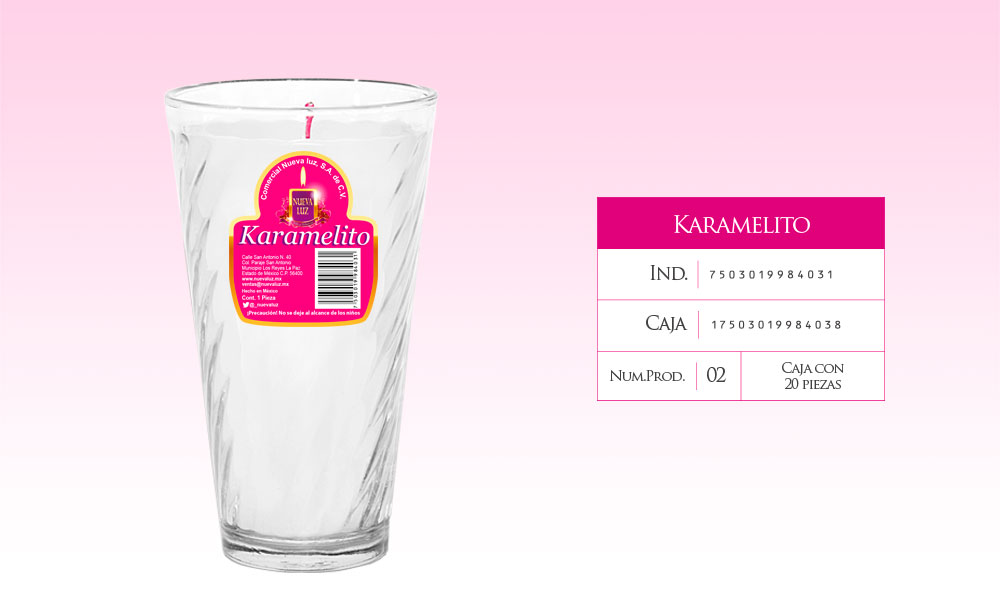 Comercial Nueva luz, S.A. de C.V.
NUEVA
LUZ
Karamelito
Calle San Antonio N. 40
Col. Paraje San Antonio
Municipio Los Reyes La Paz
Estado de México C.P. 56400
www.nuevaluz.mx
ventas@nuevaluz.mx
Hecho en México
Cont. 1 Pieza
@_nuevaluz
7503019984031
¡Precaución! No se deje al alcance de los niños
KARAMELITO
IND. 7503019984031
CAJA 17503019984038
NUM.PROD. 02
CAJA CON
20 PIEZAS